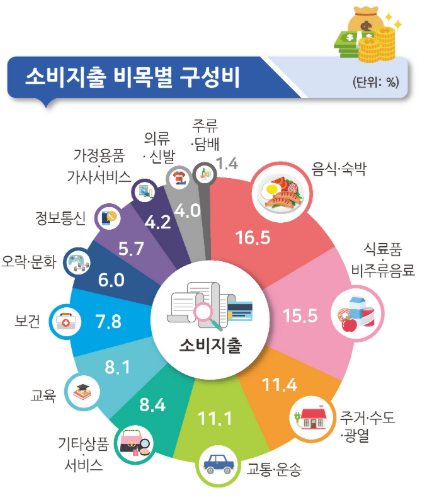 소비지출 비목별 구성비
(단위: %)
주류
·담배
1.4
음식·숙박
16.5
식료품
·
비주류음료
15.5
주거·수도
·광열
11.4
교통·운송
11.1
기타상품
·
서비스
8.4
교육
8.1
보건
7.8
오락·문화
6.0
정보통신
5.7
가정용품
·
가사서비스
4.2
의류
·신발
4.0
소비지출